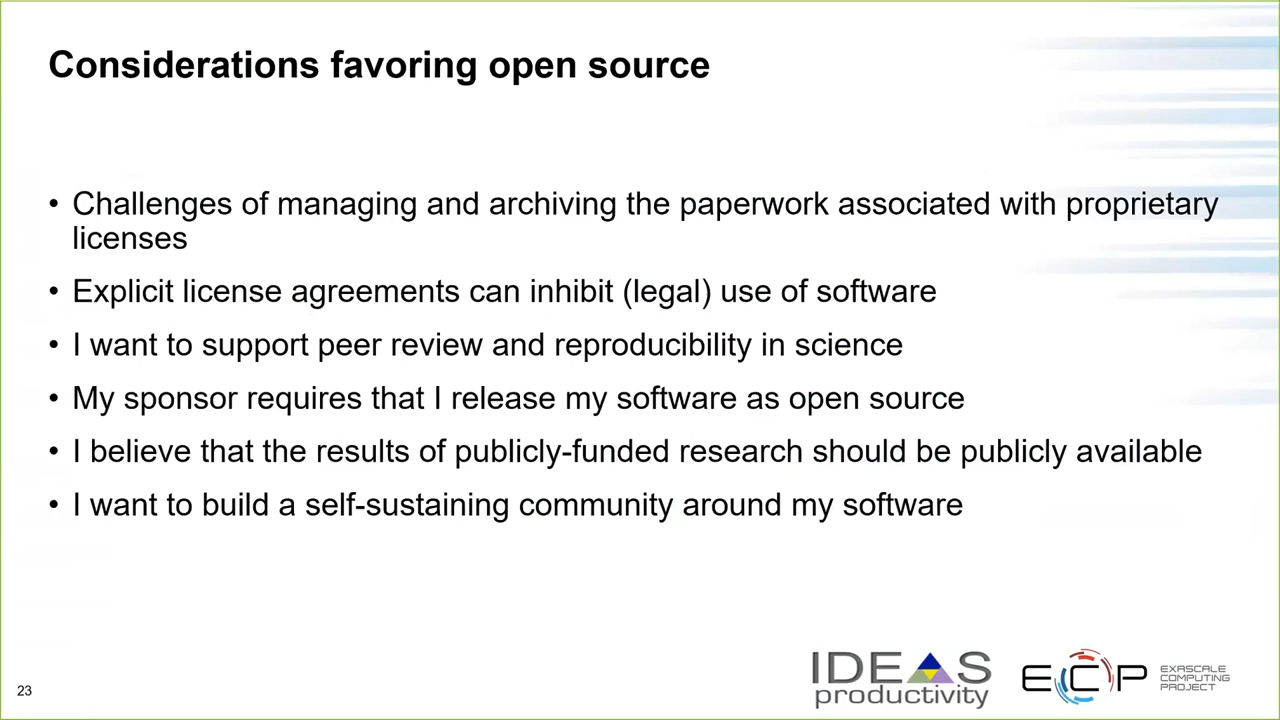 Considerations favoring open source
• Challenges of managing and archiving the paperwork associated with proprietary
licenses
• Explicit license agreements can inhibit (legal) use of software
• I want to support peer review and reproducibility in science
• My sponsor requires that I release my software as open source
• I believe that the results of publicly-funded research should be publicly available
• I want to build a self-sustaining community around my software
23
IDEAS
productivity
ECP
EXASCALE
COMPUTING
PROJECT